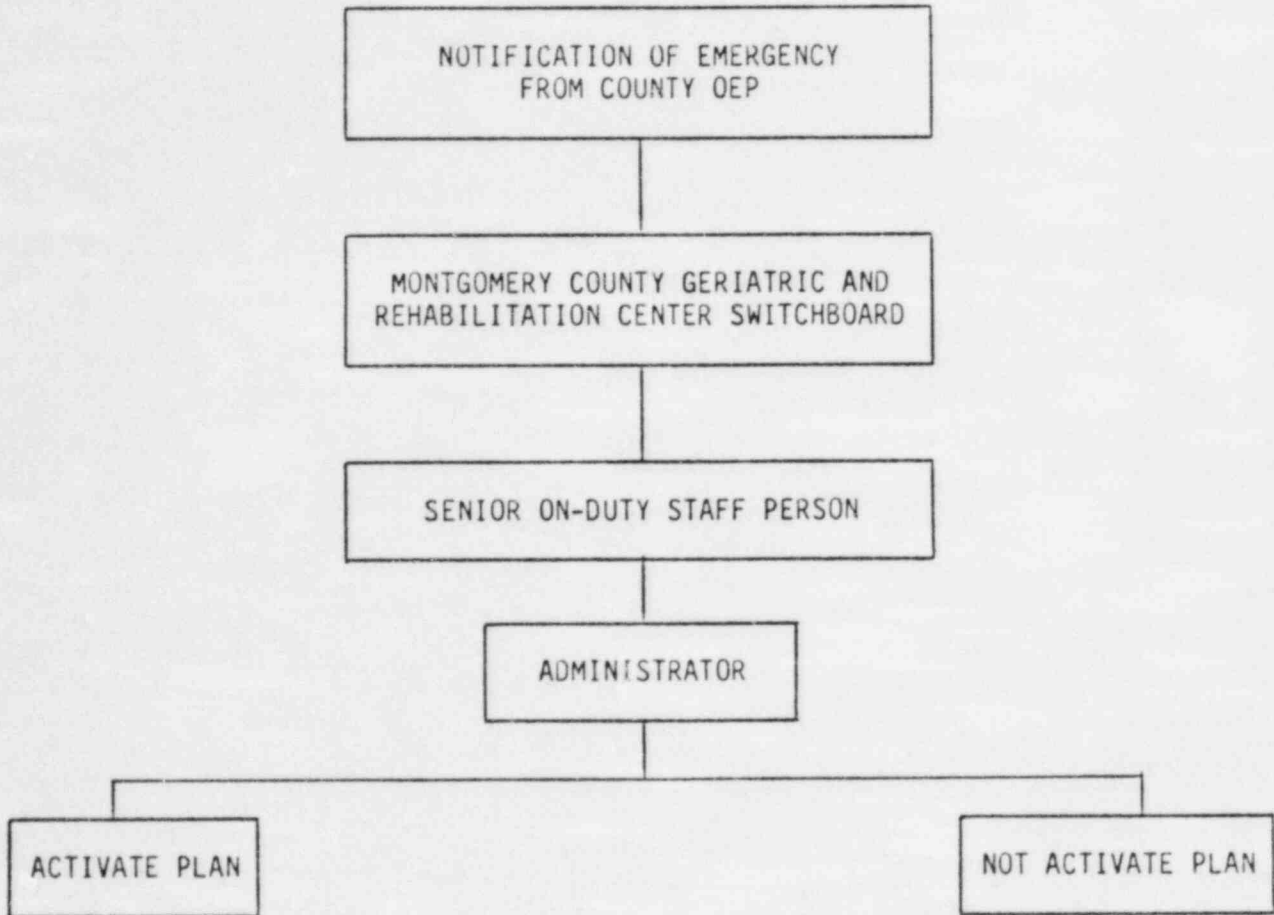 NOTIFICATION OF EMERGENCY
FROM COUNTY OEP
MONTGOMERY COUNTY GERIATRIC AND
REHABILITATION CENTER SWITCHBOARD
SENIOR ON-DUTY STAFF PERSON
ADMINISTRATOR
ACTIVATE PLAN
NOT ACTIVATE PLAN